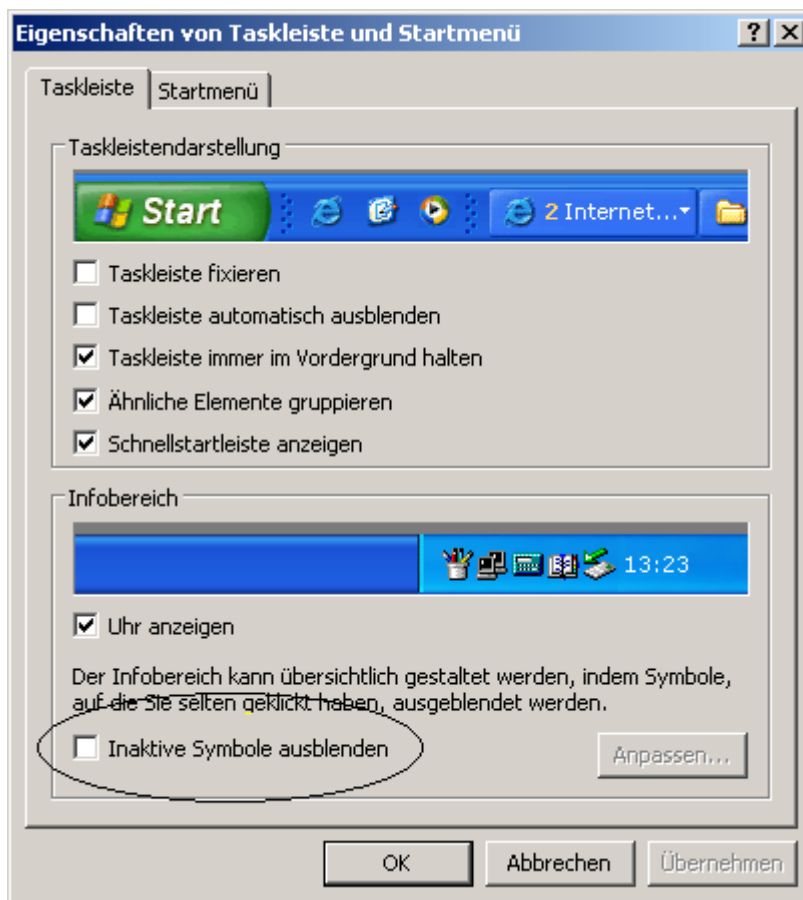 Eigenschaften von Taskleiste und Startmenü
Taskleiste
Startmenü
Taskleistendarstellung
Start
2 Internet...
Taskleiste fixieren
Taskleiste automatisch ausblenden
Taskleiste immer im Vordergrund halten
Ähnliche Elemente gruppieren
Schnellstartleiste anzeigen
Infobereich
13:23
Uhr anzeigen
Der Infobereich kann übersichtlich gestaltet werden, indem Symbole,
auf die Sie selten geklickt haben, ausgeblendet werden.
Inaktive Symbole ausblenden
Anpassen...
OK
Abbrechen
Übernehmen